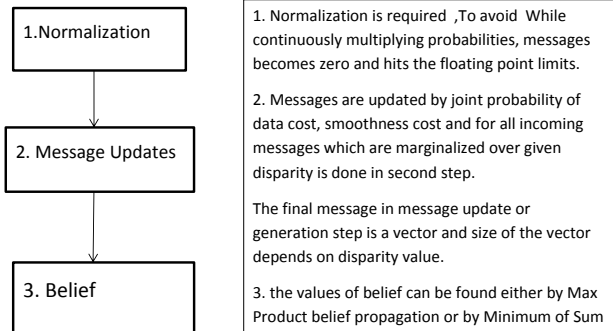 1.Normalization
2. Message Updates
3. Belief
1. Normalization is required ,To avoid While
continuously multiplying probabilities, messages
becomes zero and hits the floating point limits.
2. Messages are updated by joint probability of
data cost, smoothness cost and for all incoming
messages which are marginalized over given
disparity is done in second step.
The final message in message update or
generation step is a vector and size of the vector
depends on disparity value.
3. the values of belief can be found either by Max
Product belief propagation or by Minimum of Sum